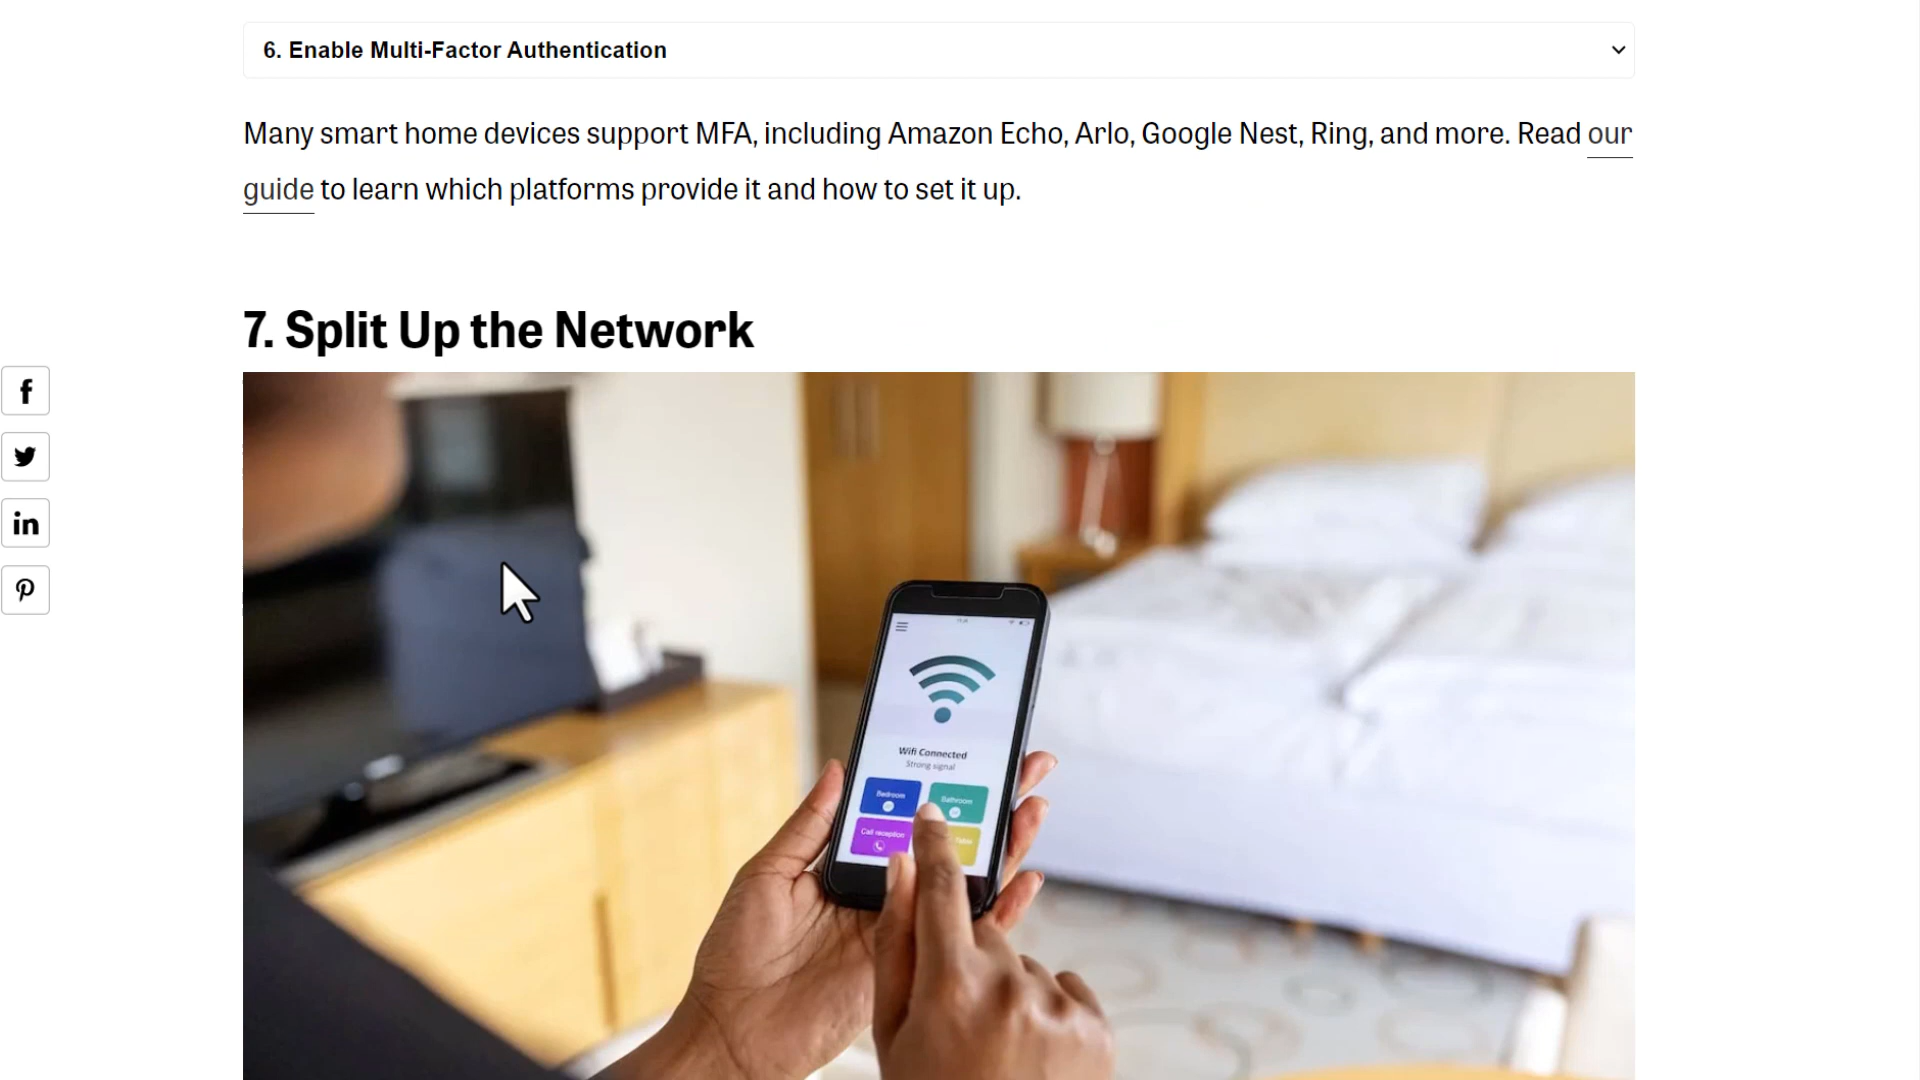 6. Enable Multi-Factor Authentication
Many smart home devices support MFA, including Amazon Echo, Arlo, Google Nest, Ring, and more. Read our
guide to learn which platforms provide it and how to set it up.
7. Split Up the Network
f
in
Wifi Connected
Strong signal
Bedroom
Bathroom
Call reception